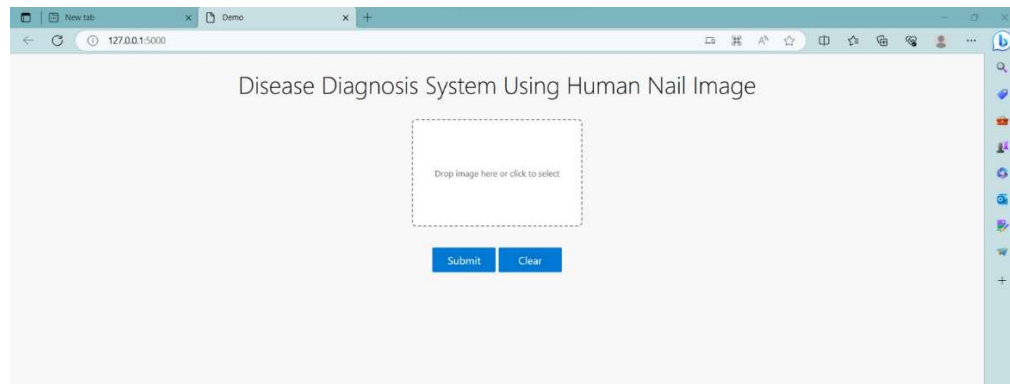 New tab
Demo
127.0.0.1:5000
Disease Diagnosis System Using Human Nail Image
Drop image here or click to select
Submit
Clear